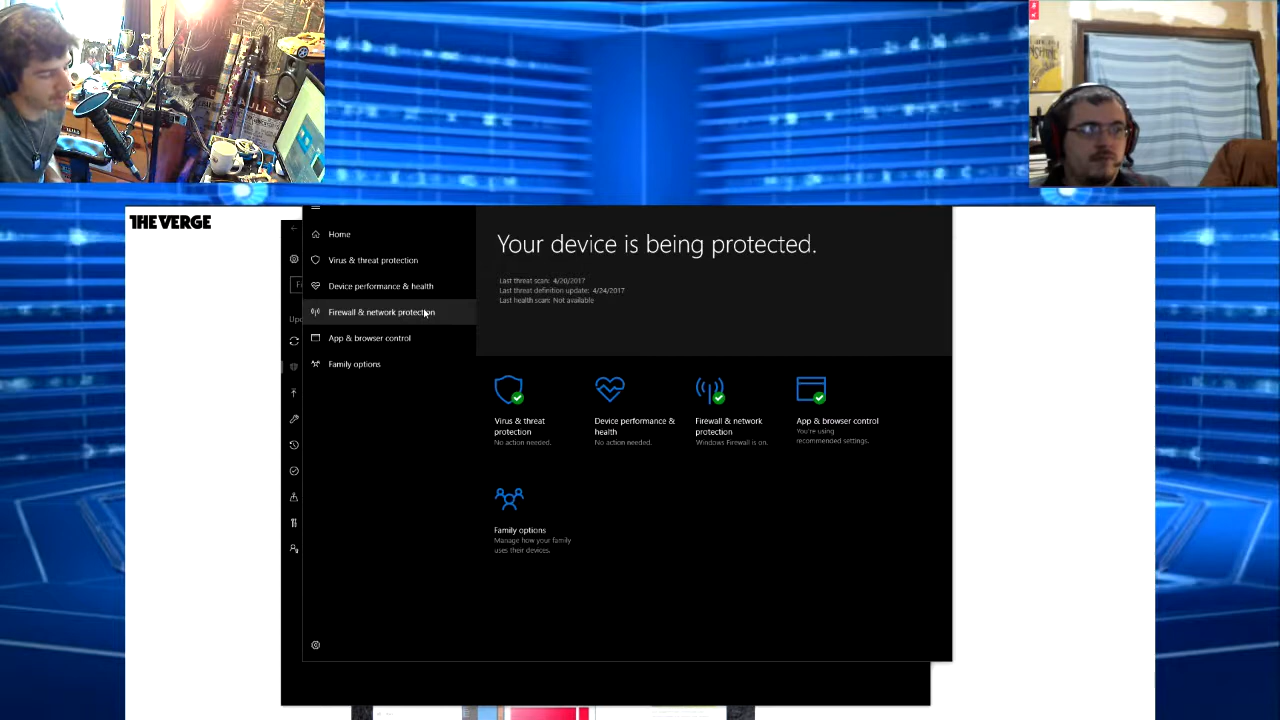 THE VERGE
Home
Virus & threat protection
Device performance & health
Firewall & network protection
App & browser control
Family options
Your device is being protected.
Last threat scan: 4/20/2017
Last threat definition update: 4/24/2017
Last health scan: Not available
Virus & threat
protection
No action needed.
Device performance &
health
No action needed.
Firewall & network
protection
Windows Firewall is on.
App & browser control
You're using
recommended settings.
Family options
Manage how your family
uses their devices.